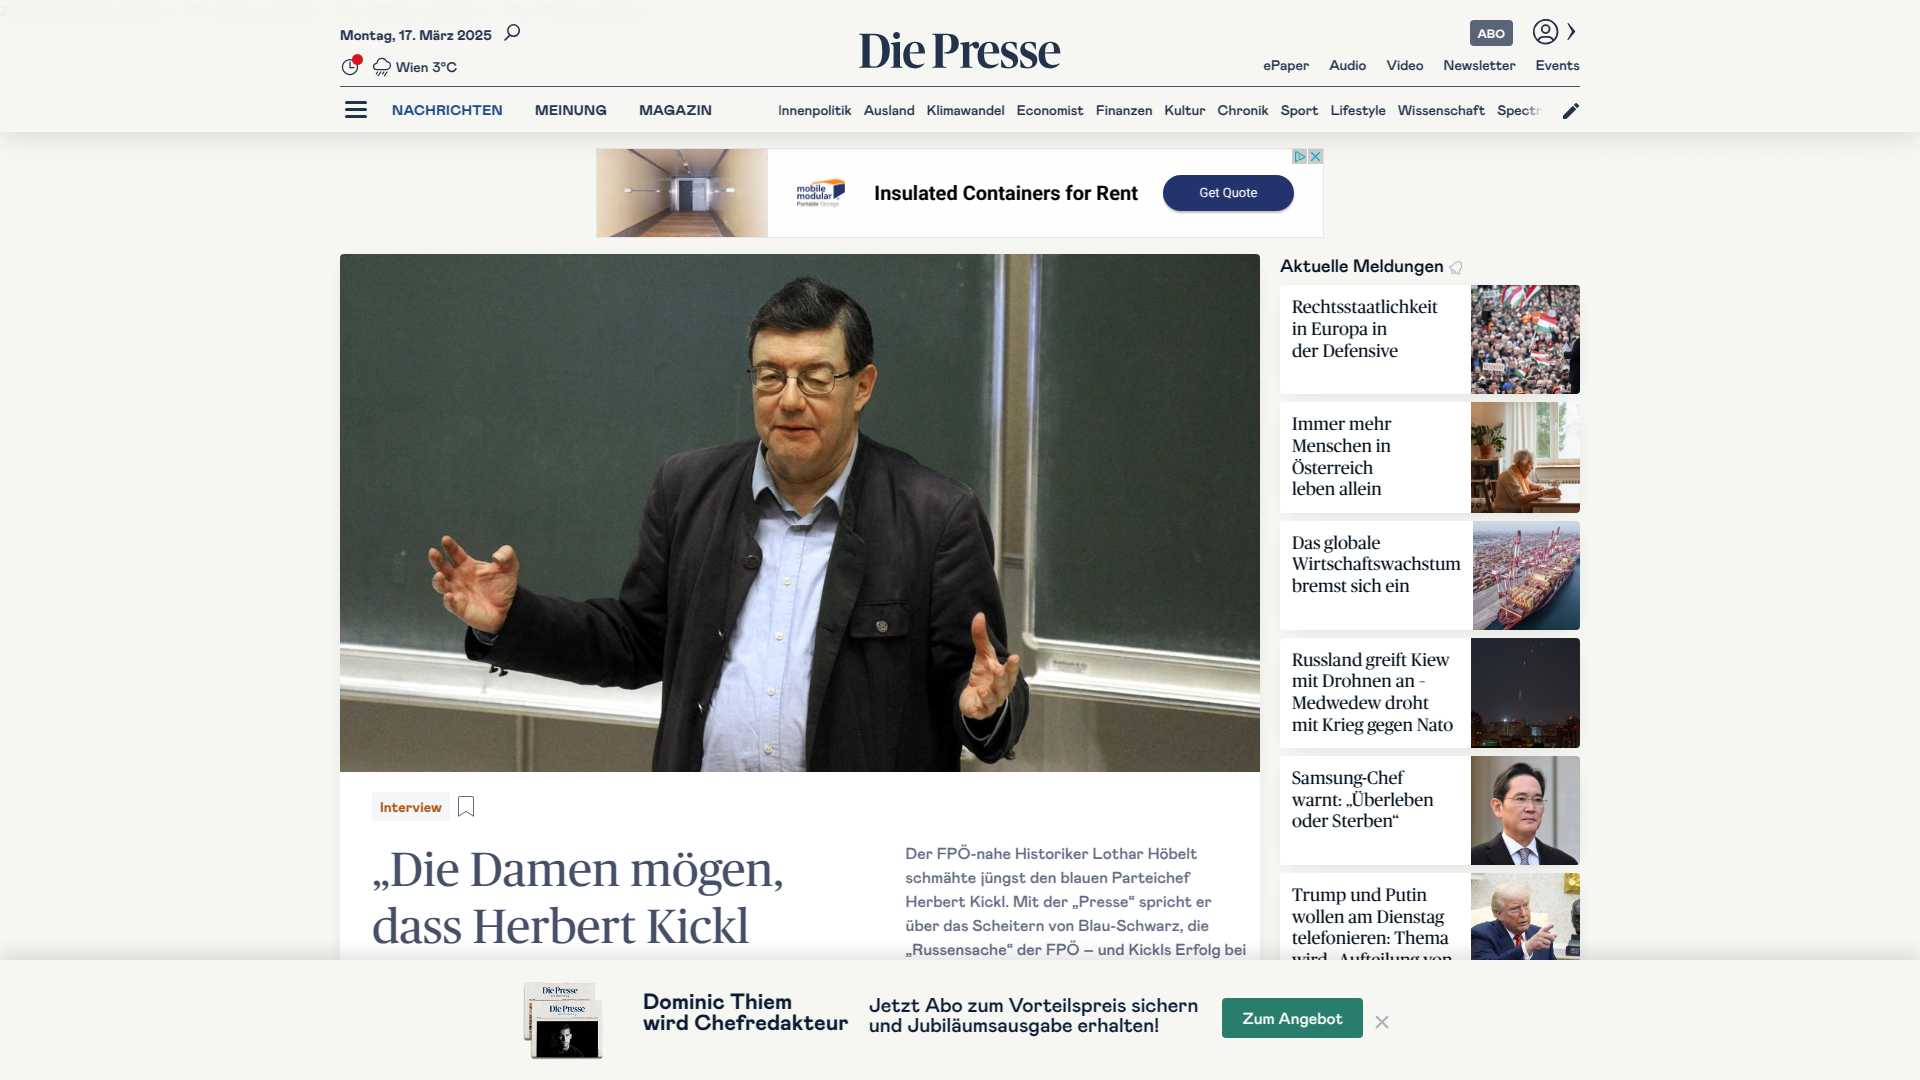 Montag, 17. März 2025
Wien 3°C
Die Presse
ABO
ePaper Audio Video Newsletter Events
NACHRICHTEN MEINUNG MAGAZIN
Innenpolitik Ausland Klimawandel Economist Finanzen Kultur Chronik Sport Lifestyle Wissenschaft
mobile
modular
Insulated Containers for Rent
Get Quote
Interview
„Die Damen mögen,
dass Herbert Kickl
Der FPÖ-nahe Historiker Lothar Höbelt
schmähte jüngst den blauen Parteichef
Herbert Kickl. Mit der „Presse“ spricht er
über das Scheitern von Blau-Schwarz, die
„Russensache“ der FPÖ – und Kickls Erfolg bei
Aktuelle Meldungen
Rechtsstaatlichkeit
in Europa in
der Defensive
Immer mehr
Menschen in
Österreich
leben allein
Das globale
Wirtschaftswachstum
bremst sich ein
Russland greift Kiew
mit Drohnen an –
Medwedew droht
mit Krieg gegen Nato
Samsung-Chef
warnt: „Überleben
oder Sterben“
Trump und Putin
wollen am Dienstag
telefonieren: Thema
wird „Aufteilung von
Die Presse
Die Presse
Dominic Thiem
wird Chefredakteur
Jetzt Abo zum Vorteilspreis sichern
und Jubiläumsausgabe erhalten!
Zum Angebot